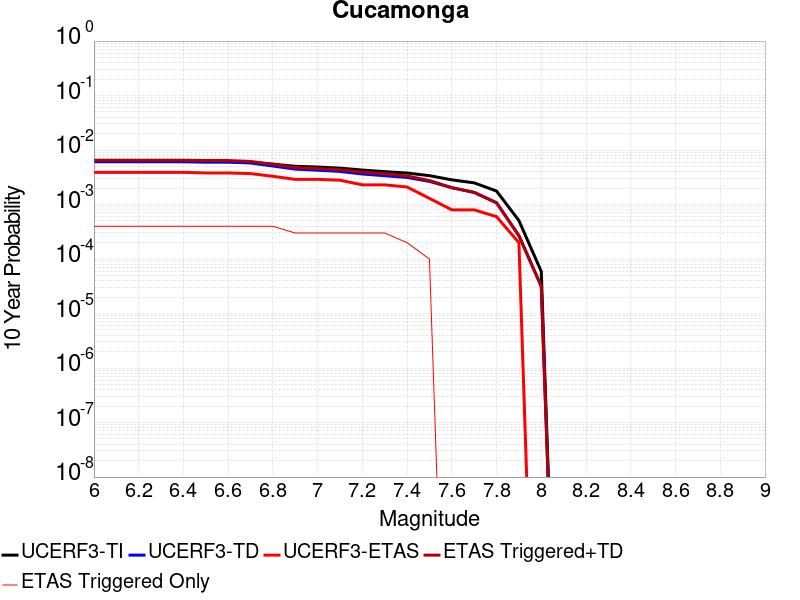 Cucamonga
10 0
10 -1
10 -2
10 -3
10 -4
10 -5
10 -6
10 -7
10 -8
10 Year Probability
6 6.2 6.4 6.6 6.8 7 7.2 7.4 7.6 7.8 8 8.2 8.4 8.6 8.8 9
Magnitude
UCERF3-TI UCERF3-TD UCERF3-ETAS ETAS Triggered+TD
ETAS Triggered Only